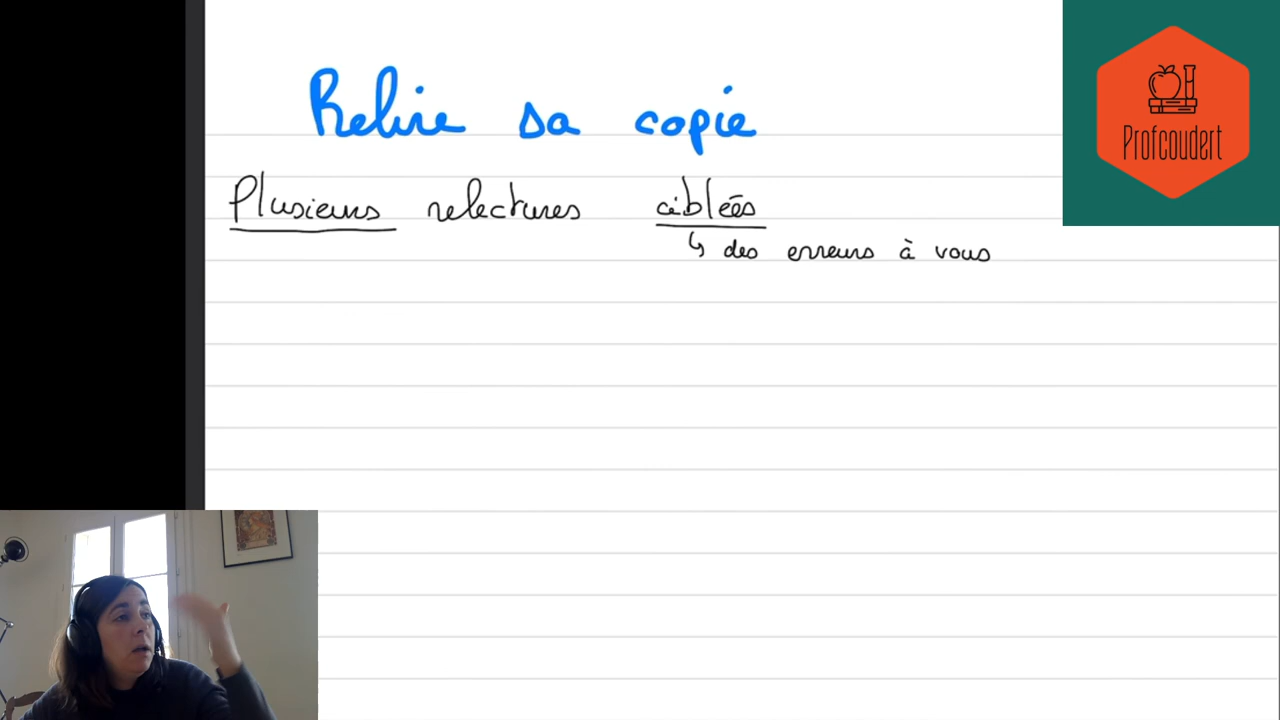 Relire sa copie
Plusieurs relectures ciblées
↳ des erreurs à vous
Profcoudert